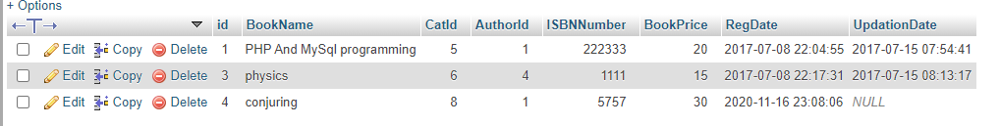 + Options
←T→ id BookName CatId AuthorId ISBNNumber BookPrice RegDate UpdationDate
Edit Copy Delete 1 PHP And MySql programming 5 1 222333 20 2017-07-08 22:04:55 2017-07-15 07:54:41
Edit Copy Delete 3 physics 6 4 1111 15 2017-07-08 22:17:31 2017-07-15 08:13:17
Edit Copy Delete 4 conjuring 8 1 5757 30 2020-11-16 23:08:06 NULL